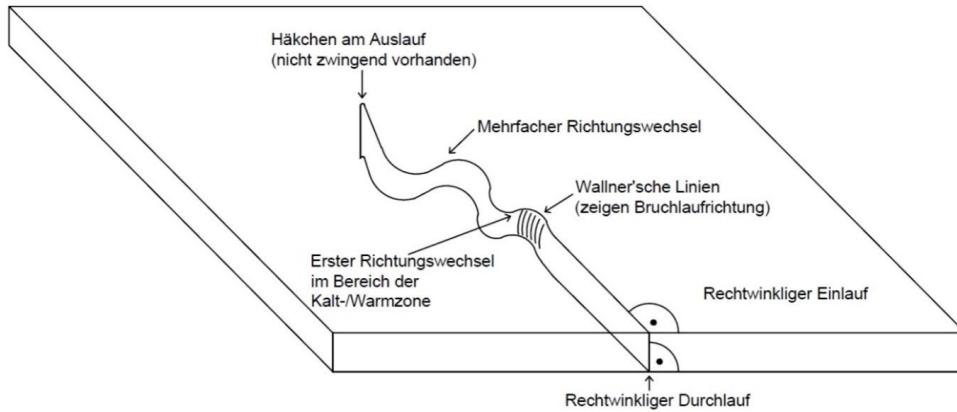 Häkchen am Auslauf
(nicht zwingend vorhanden)
Mehrfacher Richtungswechsel
Wallner'sche Linien
(zeigen Bruchlaufrichtung)
Erster Richtungswechsel
im Bereich der
Kalt-/Warmzone
Rechtwinkliger Einlauf
Rechtwinkliger Durchlauf